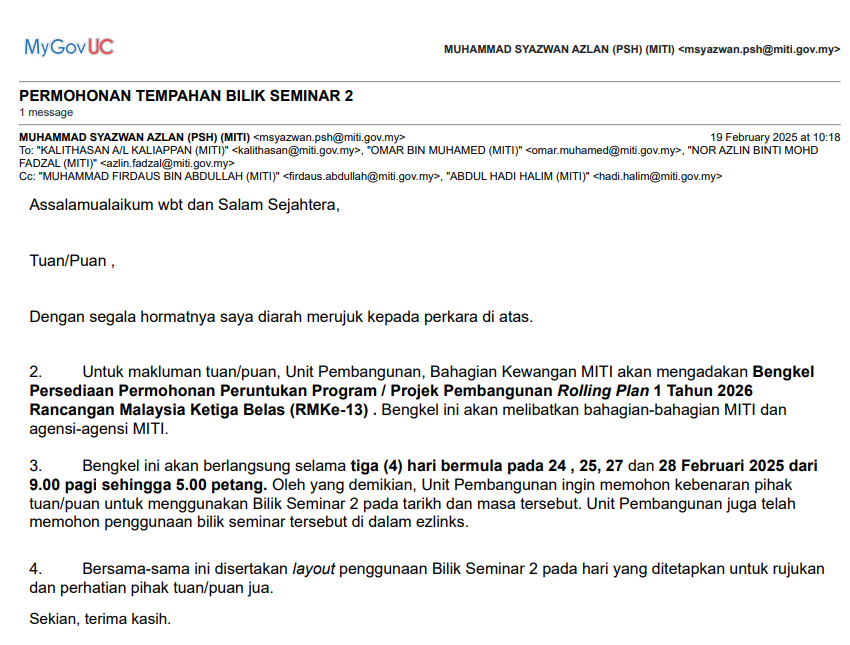 MyGovUC
MUHAMMAD SYAZWAN AZLAN (PSH) (MITI) <msyazwan.psh@miti.gov.my>
PERMOHONAN TEMPAHAN BILIK SEMINAR 2
1 message
MUHAMMAD SYAZWAN AZLAN (PSH) (MITI) <msyazwan.psh@miti.gov.my>
19 February 2025 at 10:18
To: "KALITHASAN A/L KALIAPPAN (MITI)" <kalithasan@miti.gov.my>, "OMAR BIN MUHAMED (MITI)" <omar.muhamed@miti.gov.my>, "NOR AZLIN BINTI MOHD
FADZAL (MITI)" <azlin.fadzal@miti.gov.my>
Cc: "MUHAMMAD FIRDAUS BIN ABDULLAH (MITI)" <firdaus.abdullah@miti.gov.my>, "ABDUL HADI HALIM (MITI)" <hadi.halim@miti.gov.my>
Assalamualaikum wbt dan Salam Sejahtera,
Tuan/Puan ,
Dengan segala hormatnya saya diarah merujuk kepada perkara di atas.
2. Untuk makluman tuan/puan, Unit Pembangunan, Bahagian Kewangan MITI akan mengadakan Bengkel
Persediaan Permohonan Peruntukan Program / Projek Pembangunan Rolling Plan 1 Tahun 2026
Rancangan Malaysia Ketiga Belas (RMKe-13) . Bengkel ini akan melibatkan bahagian-bahagian MITI dan
agensi-agensi MITI.
3. Bengkel ini akan berlangsung selama tiga (4) hari bermula pada 24 , 25, 27 dan 28 Februari 2025 dari
9.00 pagi sehingga 5.00 petang. Oleh yang demikian, Unit Pembangunan ingin memohon kebenaran pihak
tuan/puan untuk menggunakan Bilik Seminar 2 pada tarikh dan masa tersebut. Unit Pembangunan juga telah
memohon penggunaan bilik seminar tersebut di dalam ezlinks.
4. Bersama-sama ini disertakan layout penggunaan Bilik Seminar 2 pada hari yang ditetapkan untuk rujukan
dan perhatian pihak tuan/puan jua.
Sekian, terima kasih.